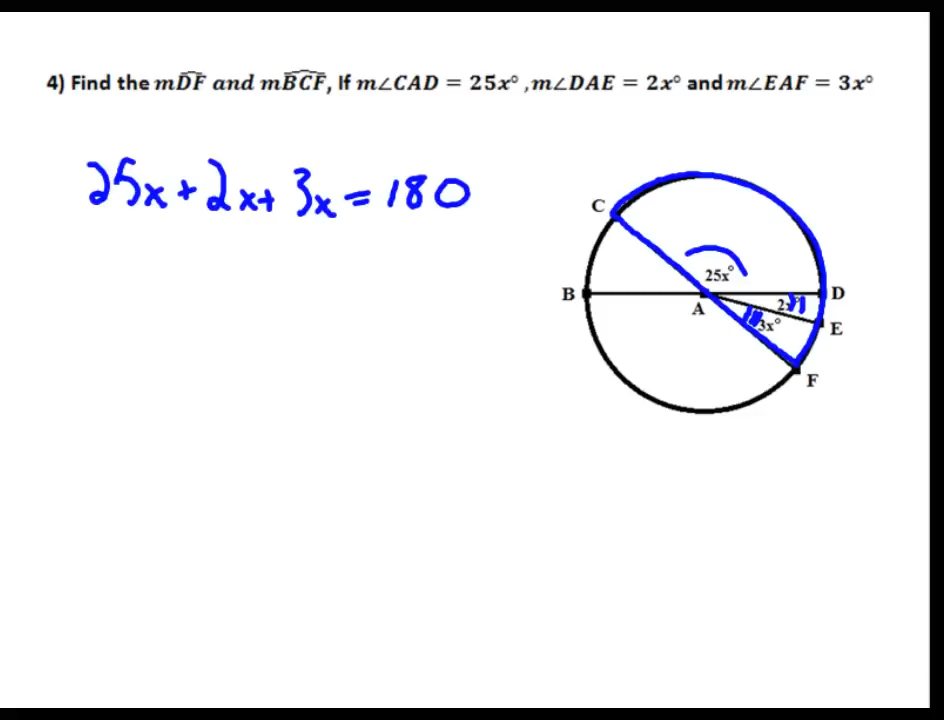 4) Find the mDF and mBCF, If m∠CAD = 25x° ,m∠DAE = 2x° and m∠EAF = 3x°
25x + 2x + 3x = 180
C
25x°
B
D
2x°
A
E
3x°
F